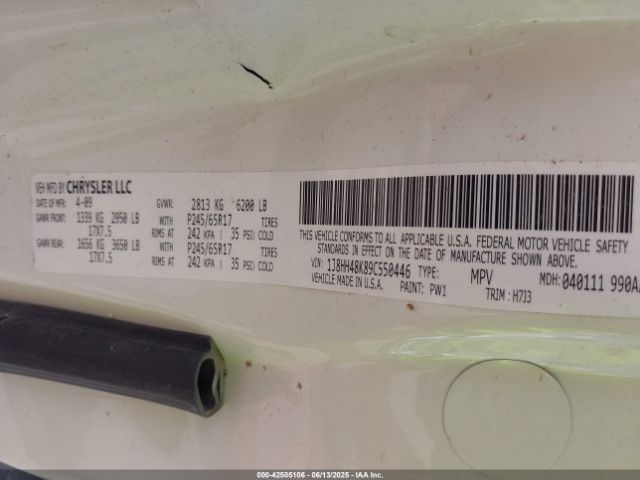 VEH MFD BY CHRYSLER LLC
DATE OF MFR: 4-09 GVWR: 2813 KG 6200 LB
GAWR FRONT: 1339 KG 2950 LB WITH P245/65R17 TIRES
17X7.5 RIMS AT 242 KPA ( 35 PSI) COLD
GAWR REAR: 1656 KG 3650 LB WITH P245/65R17 TIRES
17X7.5 RIMS AT 242 KPA ( 35 PSI) COLD
THIS VEHICLE CONFORMS TO ALL APPLICABLE U.S.A. FEDERAL MOTOR VEHICLE SAFETY
STANDARDS IN EFFECT ON THE DATE OF MANUFACTURE SHOWN ABOVE.
VIN: 1J8HH48K89C550446 TYPE: MPV MDH: 040111 990A
VEHICLE MADE IN U.S.A. PAINT: PW1 TRIM: H7J3
000-42505106 - 06/13/2025 - IAA Inc.